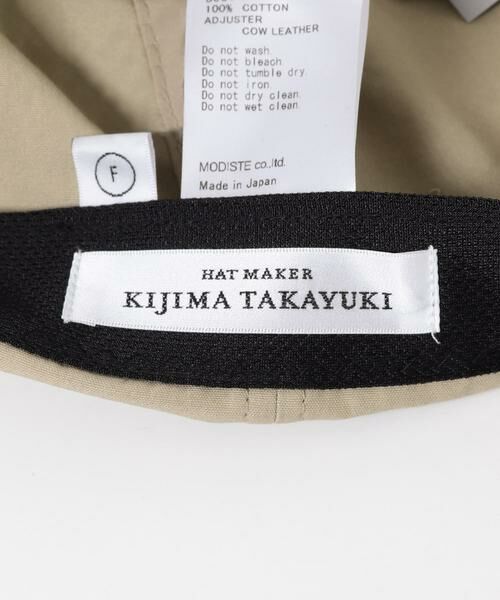 100% COTTON
ADJUSTER
COW LEATHER
Do not wash.
Do not bleach.
Do not tumble dry.
Do not iron.
Do not dry clean.
Do not wet clean.
MODISTE co.,ltd.
Made in Japan
F
HAT MAKER
KIJIMA TAKAYUKI